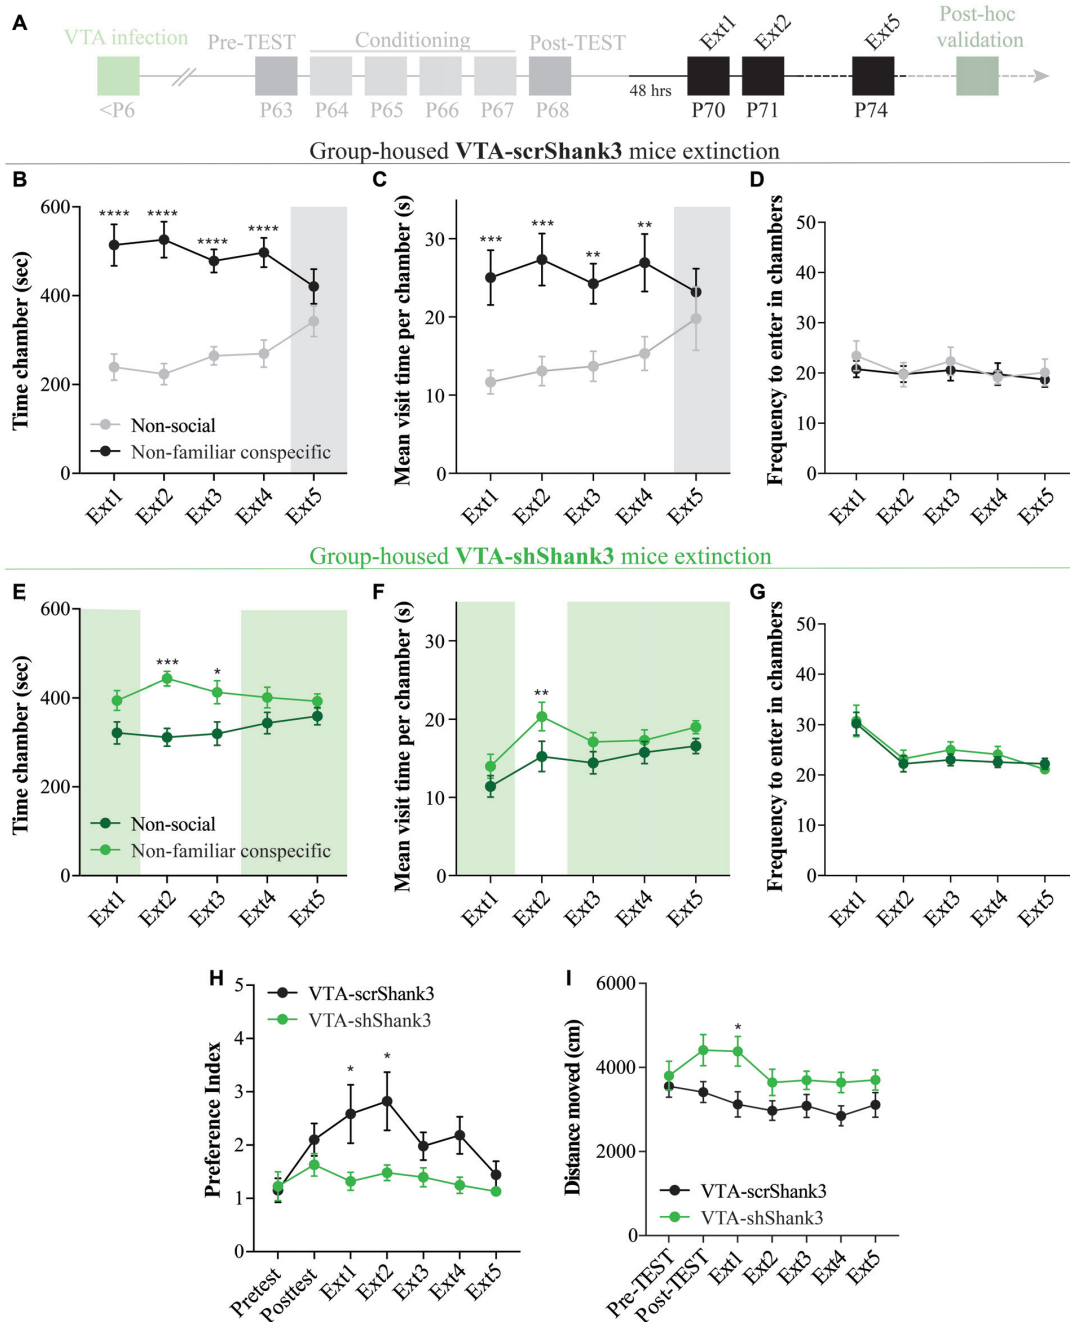 A
VTA infection
Pre-TEST
Conditioning
Post-TEST
Ext1
Ext2
Ext5
Post-hoc
validation
<P6
P63
P64
P65
P66
P67
P68
48 hrs
P70
P71
P74
Group-housed VTA-scrShank3 mice extinction
B
Time chamber (sec)
600
400
200
0
**** **** **** ****
Non-social
Non-familiar conspecific
Ext1 Ext2 Ext3 Ext4 Ext5
C
Mean visit time per chamber (s)
30
20
10
0
*** *** ** **
Ext1 Ext2 Ext3 Ext4 Ext5
D
Frequency to enter in chambers
50
40
30
20
10
0
Ext1 Ext2 Ext3 Ext4 Ext5
Group-housed VTA-shShank3 mice extinction
E
Time chamber (sec)
600
400
200
0
*** *
Non-social
Non-familiar conspecific
Ext1 Ext2 Ext3 Ext4 Ext5
F
Mean visit time per chamber (s)
30
20
10
0
**
Ext1 Ext2 Ext3 Ext4 Ext5
G
Frequency to enter in chambers
50
40
30
20
10
0
Ext1 Ext2 Ext3 Ext4 Ext5
H
Preference Index
5
4
3
2
1
0
VTA-scrShank3
VTA-shShank3
* *
Pretest Posttest Ext1 Ext2 Ext3 Ext4 Ext5
I
Distance moved (cm)
6000
4000
2000
0
*
VTA-scrShank3
VTA-shShank3
Pre-TEST Post-TEST Ext1 Ext2 Ext3 Ext4 Ext5